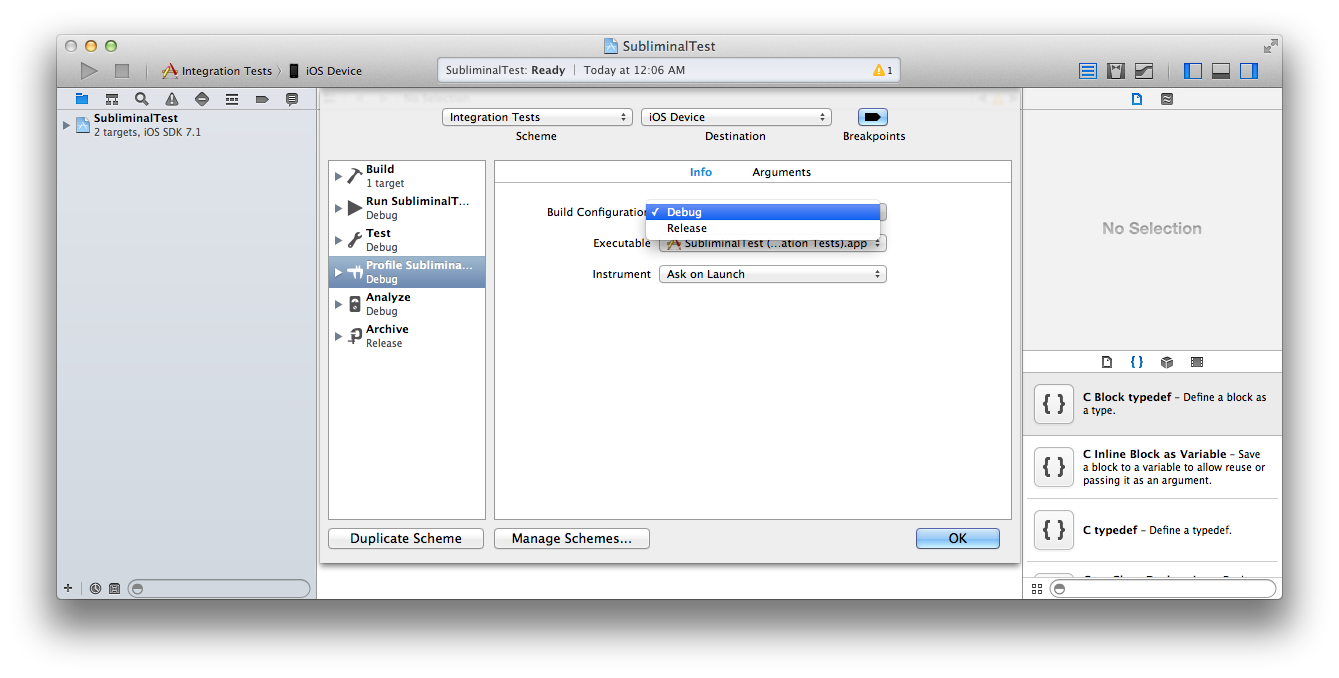 SubliminalTest
Integration Tests
iOS Device
SubliminalTest: Ready
Today at 12:06 AM
1
SubliminalTest
2 targets, iOS SDK 7.1
No Selection
Integration Tests
iOS Device
Scheme
Destination
Breakpoints
Build
1 target
Run SubliminalT...
Debug
Test
Debug
Profile Sublimina...
Debug
Analyze
Debug
Archive
Release
Info
Arguments
Build Configuration
Debug
Release
Executable
SubliminalTest (...ation Tests).app
Instrument
Ask on Launch
Duplicate Scheme
Manage Schemes...
OK
No Selection
{ }
{ }
C Block typedef – Define a block as
a type.
{ }
C Inline Block as Variable – Save
a block to a variable to allow reuse or
passing it as an argument.
{ }
C typedef – Define a typedef.